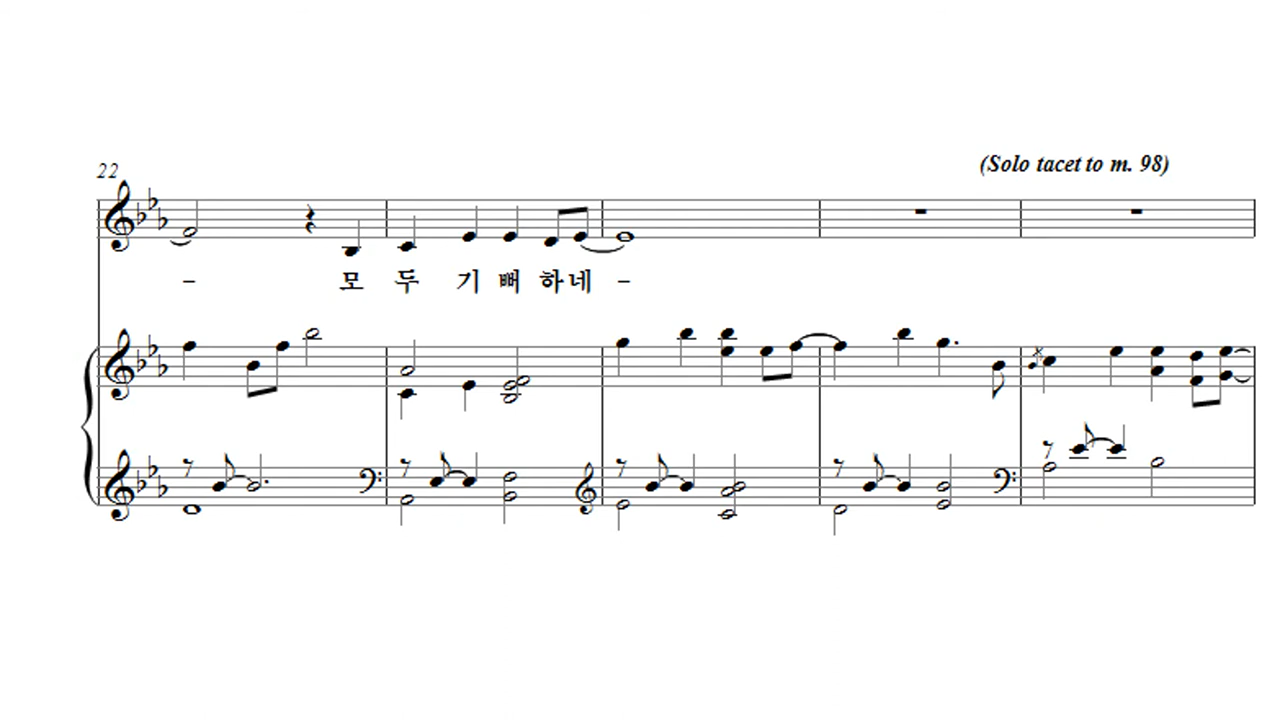 (Solo tacet to m. 98)
22
- 모 두 기 뻐 하 네 -